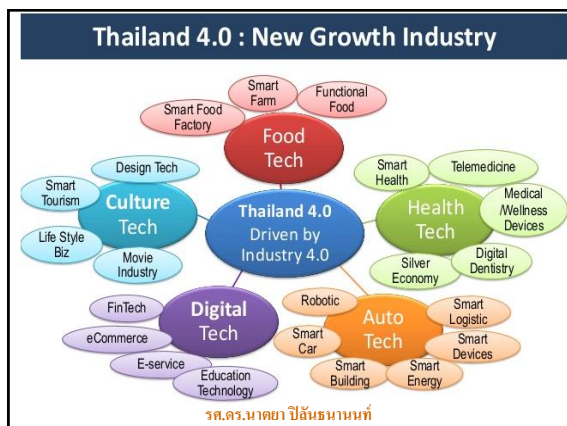 Thailand 4.0 : New Growth Industry
Smart
Farm
Functional
Food
Smart Food
Factory
Food
Tech
Design Tech
Smart
Tourism
Culture
Tech
Life Style
Biz
Movie
Industry
Thailand 4.0
Driven by
Industry 4.0
Smart
Health
Telemedicine
Health
Tech
Medical
/Wellness
Devices
Digital
Dentistry
Silver
Economy
FinTech
Digital
Tech
eCommerce
E-service
Education
Technology
Robotic
Auto
Tech
Smart
Logistic
Smart
Car
Smart
Devices
Smart
Building
Smart
Energy
รศ.ดร.นาตยา ปิลันธนานนท์